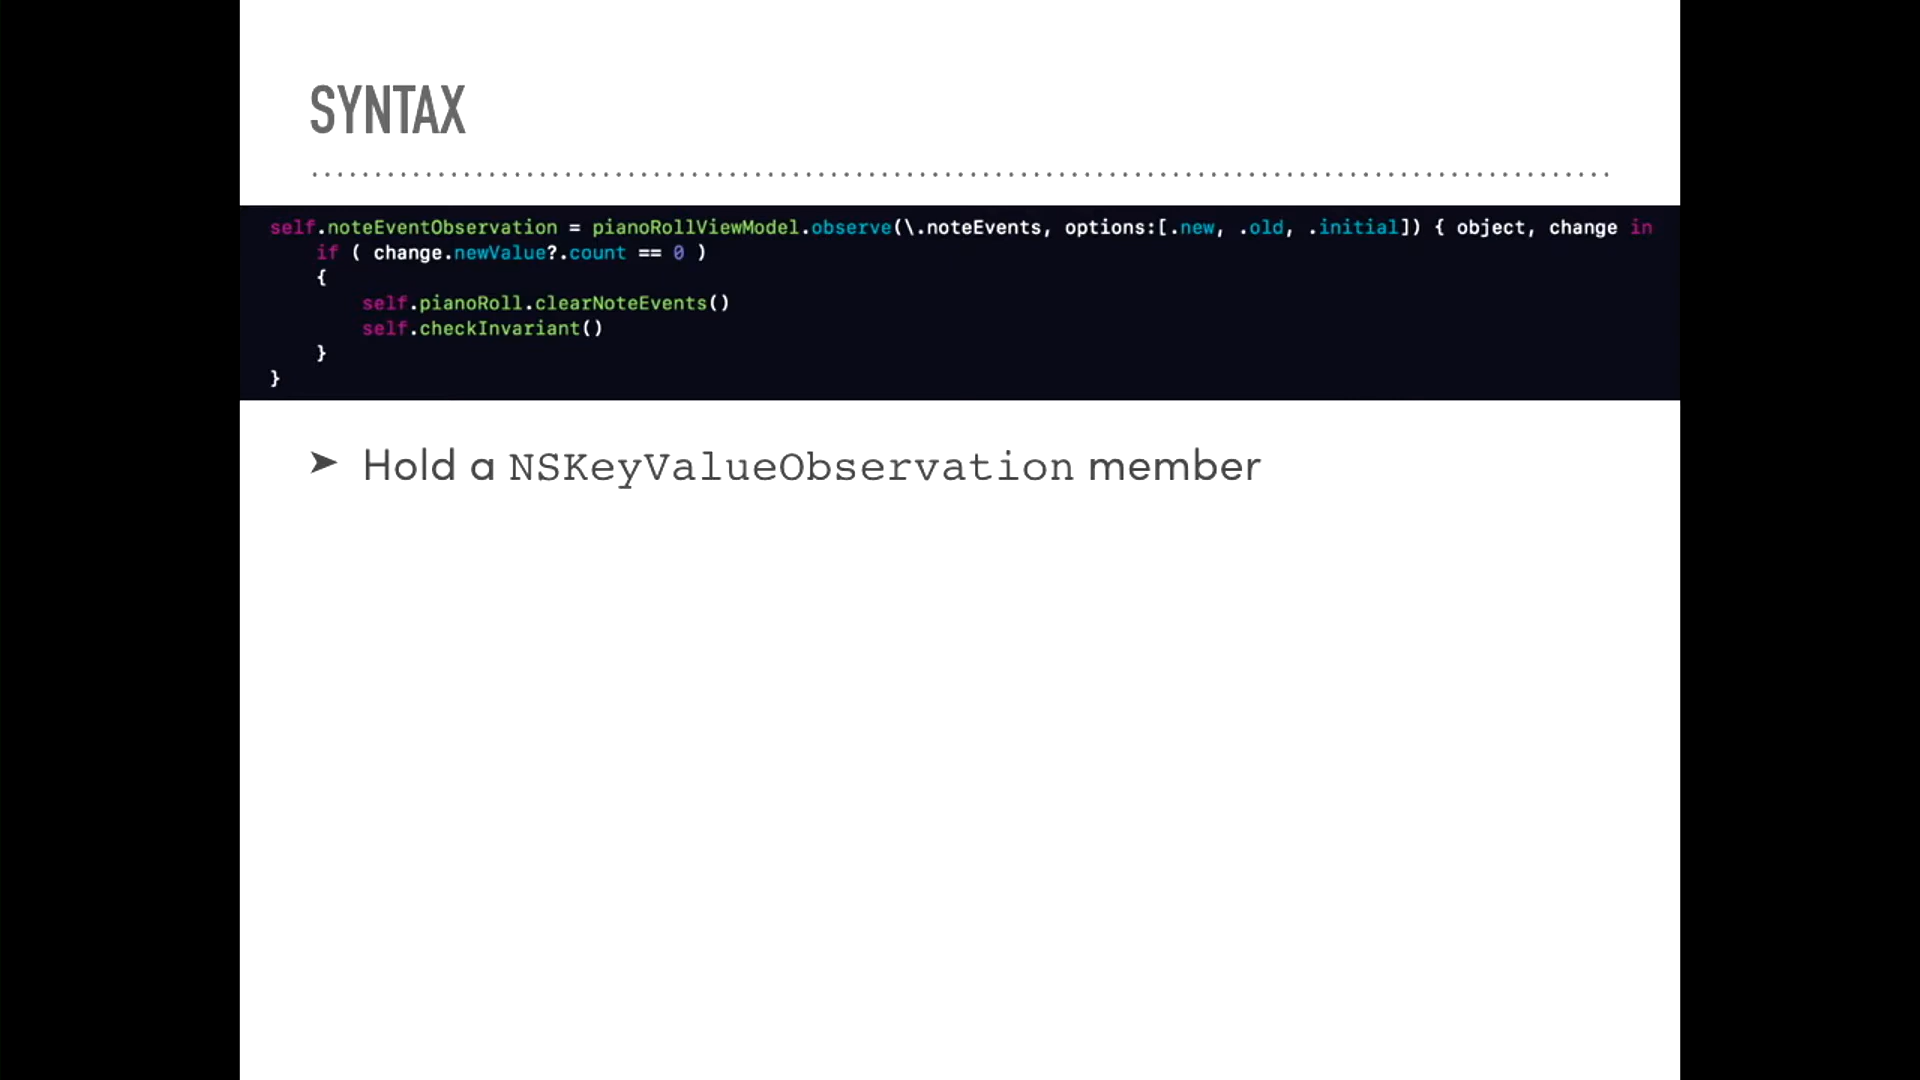 SYNTAX
self.noteEventObservation = pianoRollViewModel.observe(\.noteEvents, options:[.new, .old, .initial]) { object, change in
if ( change.newValue?.count == 0 )
{
self.pianoRoll.clearNoteEvents()
self.checkInvariant()
}
}
➤ Hold a NSKeyValueObservation member